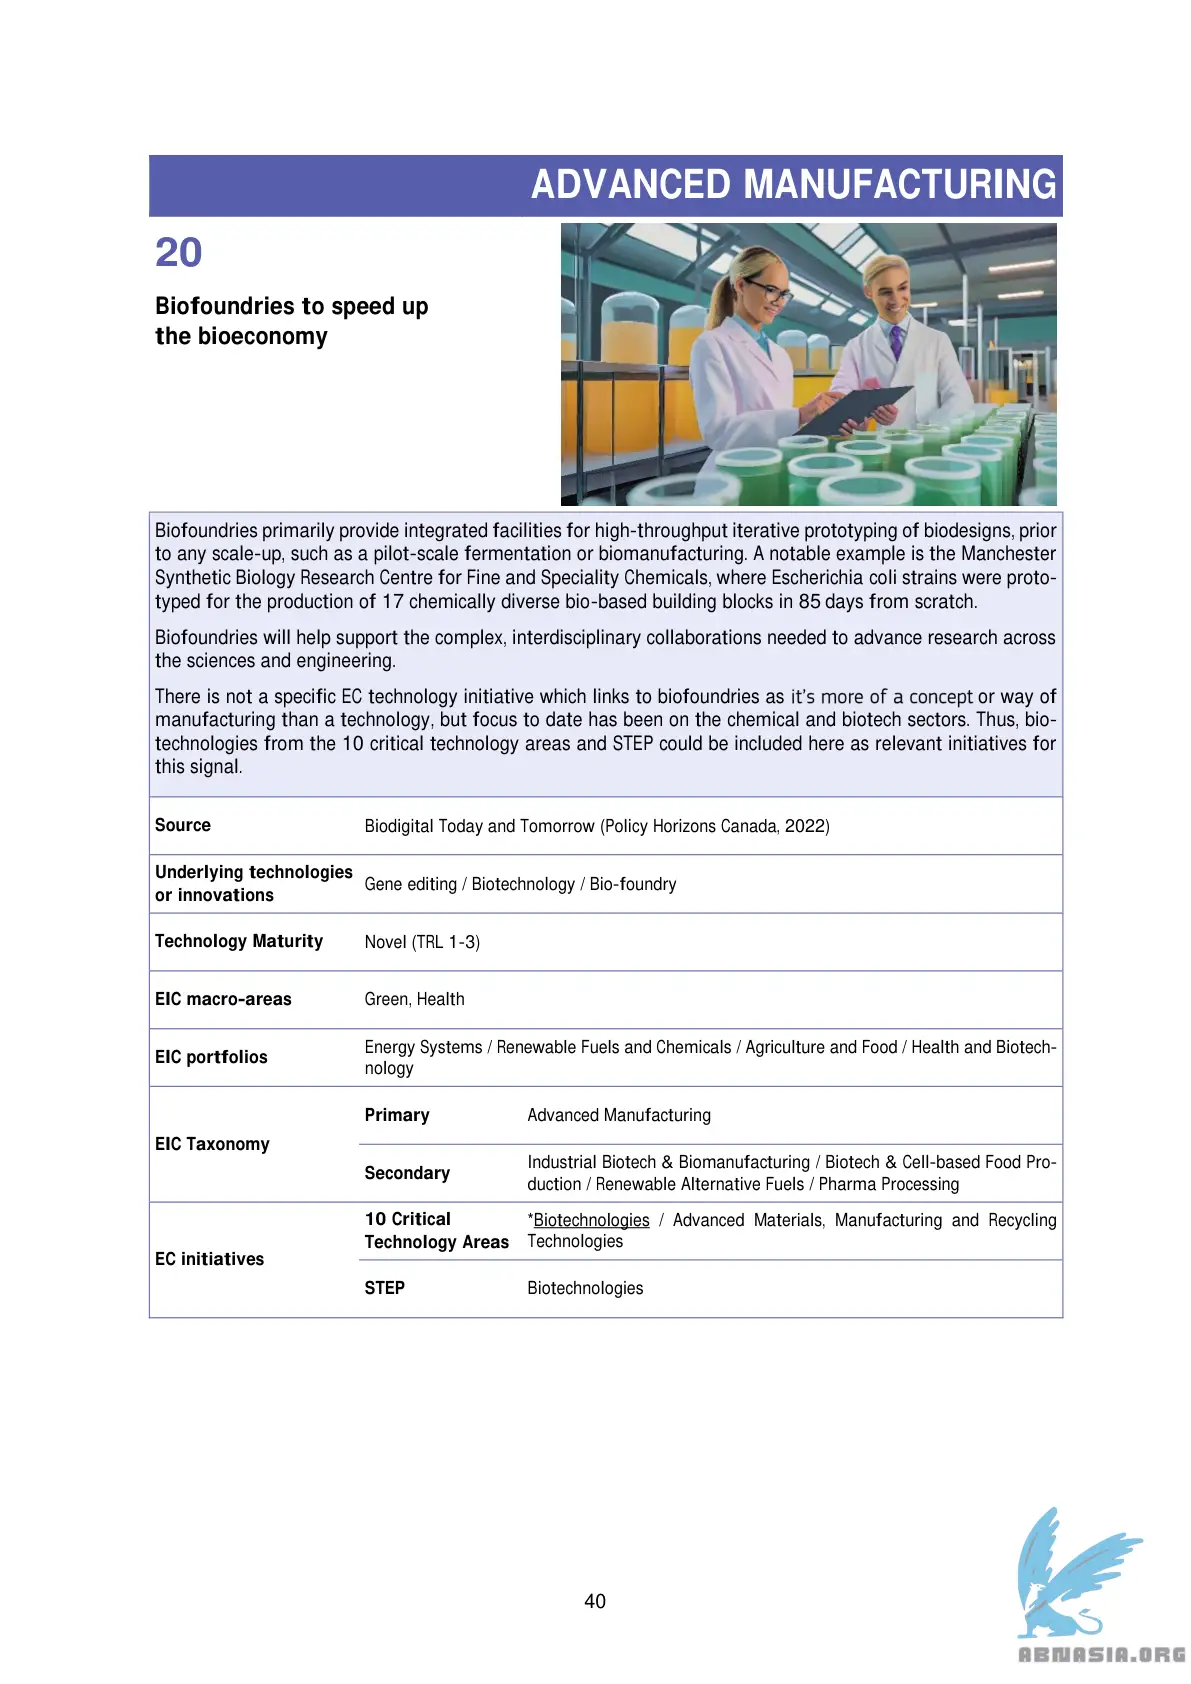 ADVANCED MANUFACTURING
20
Biofoundries to speed up
the bioeconomy
Biofoundries primarily provide integrated facilities for high-throughput iterative prototyping of biodesigns, prior
to any scale-up, such as a pilot-scale fermentation or biomanufacturing. A notable example is the Manchester
Synthetic Biology Research Centre for Fine and Speciality Chemicals, where Escherichia coli strains were proto-
typed for the production of 17 chemically diverse bio-based building blocks in 85 days from scratch.
Biofoundries will help support the complex, interdisciplinary collaborations needed to advance research across
the sciences and engineering.
There is not a specific EC technology initiative which links to biofoundries as it's more of a concept or way of
manufacturing than a technology, but focus to date has been on the chemical and biotech sectors. Thus, bio-
technologies from the 10 critical technology areas and STEP could be included here as relevant initiatives for
this signal.
Source
Biodigital Today and Tomorrow (Policy Horizons Canada, 2022)
Underlying technologies
or innovations
Gene editing / Biotechnology / Bio-foundry
Technology Maturity
Novel (TRL 1-3)
EIC macro-areas
Green, Health
EIC portfolios
Energy Systems / Renewable Fuels and Chemicals / Agriculture and Food / Health and Biotech-
nology
EIC Taxonomy
Primary
Advanced Manufacturing
Secondary
Industrial Biotech & Biomanufacturing / Biotech & Cell-based Food Pro-
duction / Renewable Alternative Fuels / Pharma Processing
EC initiatives
10 Critical
Technology Areas
*Biotechnologies / Advanced Materials, Manufacturing and Recycling
Technologies
STEP
Biotechnologies
40
ABNASIA.ORG